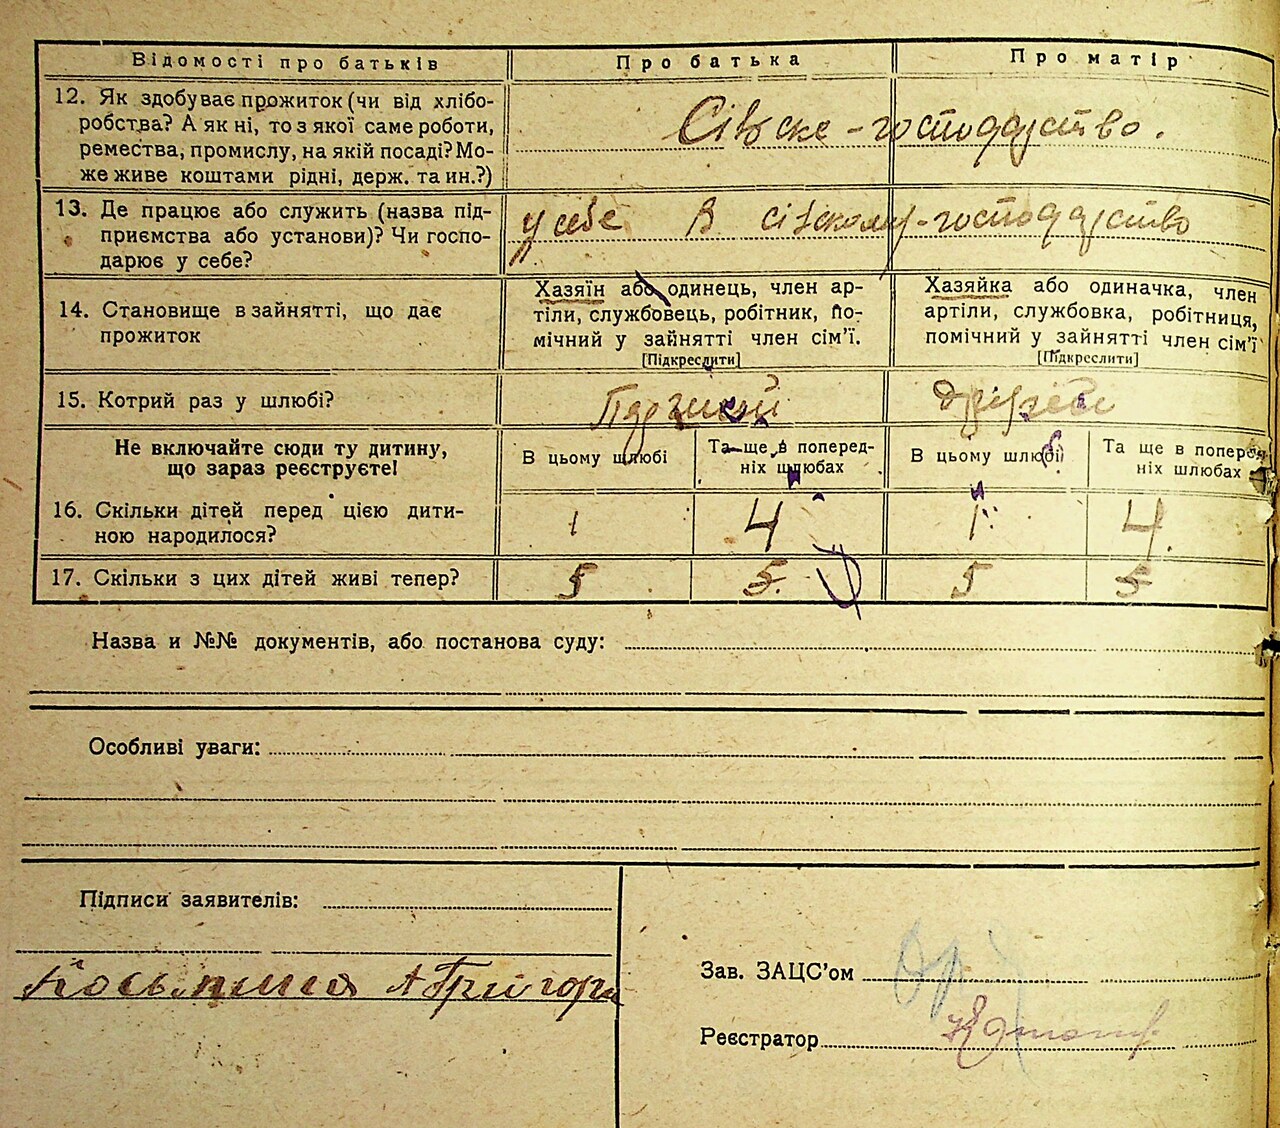 Відомості про батьків Про батька Про матір
12. Як здобуває прожиток (чи від хлібо-
робства? А як ні, то з якої саме роботи,
ремества, промислу, на якій посаді? Мо-
же живе коштами рідні, держ. та ин.?)
Сільске-господарство.
13. Де працює або служить (назва під-
приємства або установи)? Чи госпо-
дарює у себе?
у себе В сільскому-господарство
14. Становище в зайнятті, що дає
прожиток
Хазяїн або одинець, член ар-
тіли, службовець, робітник, По-
мічний у зайнятті член сім'ї.
[Підкреслити]
Хазяйка або одиначка, член
артіли, службовка, робітниця,
помічний у зайнятті член сім'ї
[Підкреслити]
15. Котрий раз у шлюбі?
Не включайте сюди ту дитину,
що зараз реєструєте!
В цьому шлюбі
Та ще в поперед-
ніх шлюбах
В цьому шлюбі
Та ще в поперед-
ніх шлюбах
16. Скільки дітей перед цією дити-
ною народилося?
1 4 1 4
17. Скільки з цих дітей живі тепер?
5 5 5 5
Назва и №№ документів, або постанова суду:
Особливі уваги:
Підписи заявителів:
Зав. ЗАЦС'ом
Реєстратор